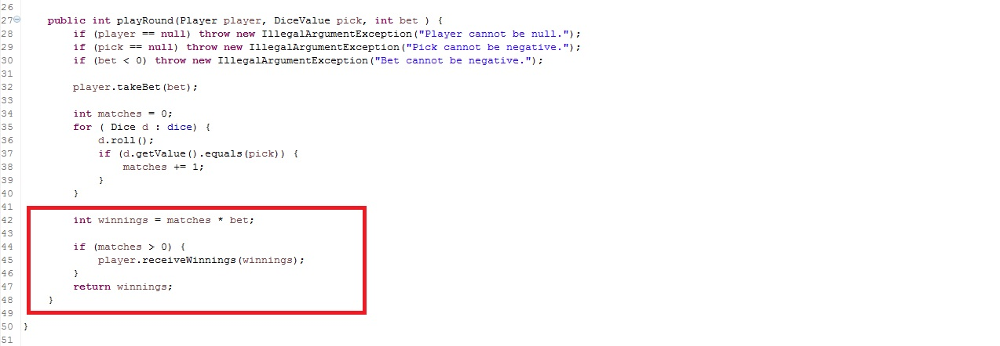 26
27 public int playRound(Player player, DiceValue pick, int bet ) {
28 if (player == null) throw new IllegalArgumentException("Player cannot be null.");
29 if (pick == null) throw new IllegalArgumentException("Pick cannot be negative.");
30 if (bet < 0) throw new IllegalArgumentException("Bet cannot be negative.");
31
32 player.takeBet(bet);
33
34 int matches = 0;
35 for ( Dice d : dice) {
36 d.roll();
37 if (d.getValue().equals(pick)) {
38 matches += 1;
39 }
40 }
41
42 int winnings = matches * bet;
43
44 if (matches > 0) {
45 player.receiveWinnings(winnings);
46 }
47 return winnings;
48 }
49
50 }
51